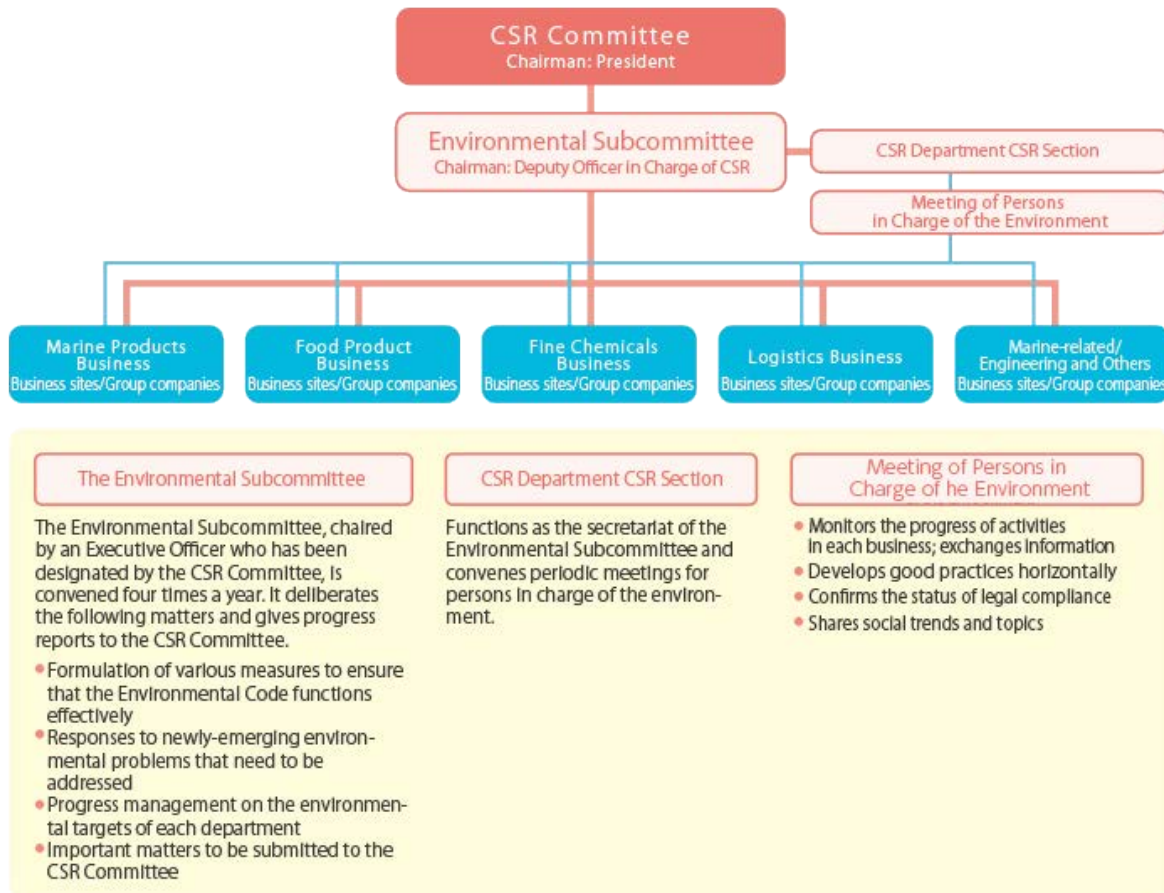 CSR Committee
Chairman: President
Environmental Subcommittee
Chairman: Deputy Officer in Charge of CSR
CSR Department CSR Section
Meeting of Persons
in Charge of the Environment
Marine Products
Business
Business sites/Group companies
Food Product
Business
Business sites/Group companies
Fine Chemicals
Business
Business sites/Group companies
Logistics Business
Business sites/Group companies
Marine-related/
Engineering and Others
Business sites/Group companies
The Environmental Subcommittee
The Environmental Subcommittee, chaired
by an Executive Officer who has been
designated by the CSR Committee, is
convened four times a year. It deliberates
the following matters and gives progress
reports to the CSR Committee.
• Formulation of various measures to ensure
that the Environmental Code functions
effectively
• Responses to newly-emerging environ-
mental problems that need to be
addressed
• Progress management on the environmen-
tal targets of each department
• Important matters to be submitted to the
CSR Committee
CSR Department CSR Section
Functions as the secretariat of the
Environmental Subcommittee and
convenes periodic meetings for
persons in charge of the environ-
ment.
Meeting of Persons in
Charge of he Environment
• Monitors the progress of activities
in each business; exchanges information
• Develops good practices horizontally
• Confirms the status of legal compliance
• Shares social trends and topics